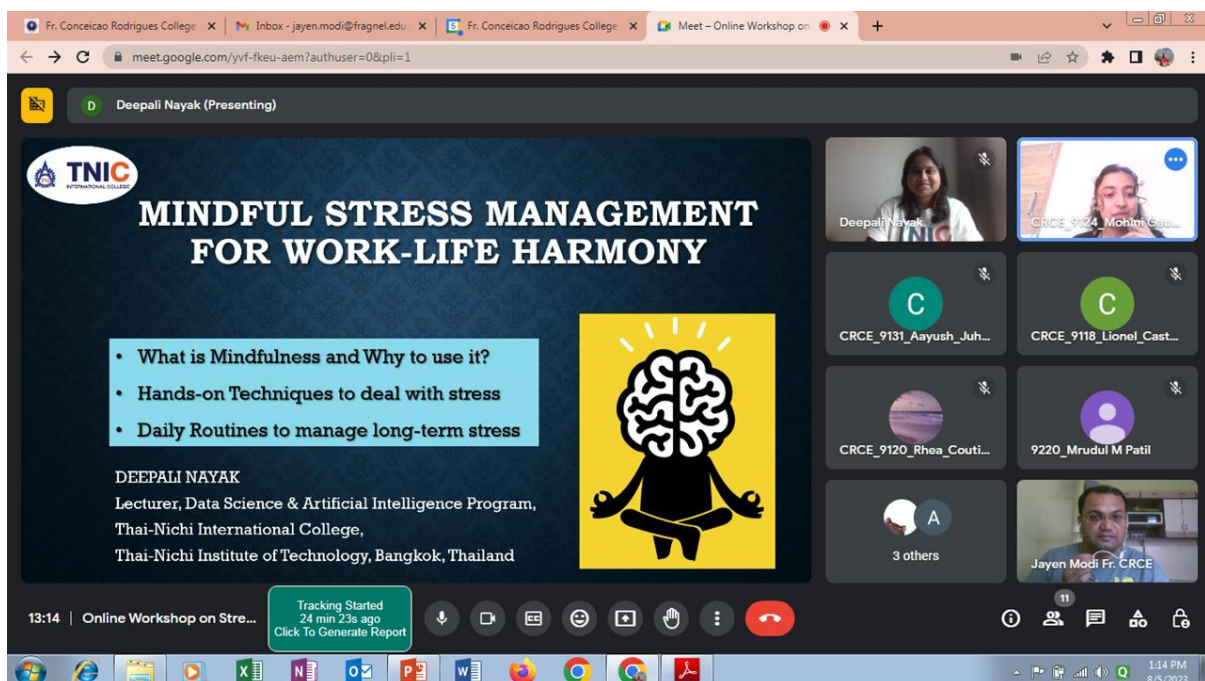 Fr. Conceicao Rodrigues College
Inbox - jayen.modi@fragnel.edu.
Fr. Conceicao Rodrigues College
Meet – Online Workshop on
meet.google.com/yvf-fkeu-aem?authuser=0&pli=1
D Deepali Nayak (Presenting)
TNIC
INTERNATIONAL COLLEGE
MINDFUL STRESS MANAGEMENT
FOR WORK-LIFE HARMONY
• What is Mindfulness and Why to use it?
• Hands-on Techniques to deal with stress
• Daily Routines to manage long-term stress
DEEPALI NAYAK
Lecturer, Data Science & Artificial Intelligence Program,
Thai-Nichi International College,
Thai-Nichi Institute of Technology, Bangkok, Thailand
Deepali Nayak
CRCE_9124_Mohini Gau...
C
CRCE_9131_Aayush_Juh...
C
CRCE_9118_Lionel_Cast...
CRCE_9120_Rhea_Couti...
9220_Mrudul M Patil
A
3 others
Jayen Modi Fr. CRCE
13:14 | Online Workshop on Stre...
Tracking Started
24 min 23s ago
Click To Generate Report
11
1:14 PM
8/5/2023